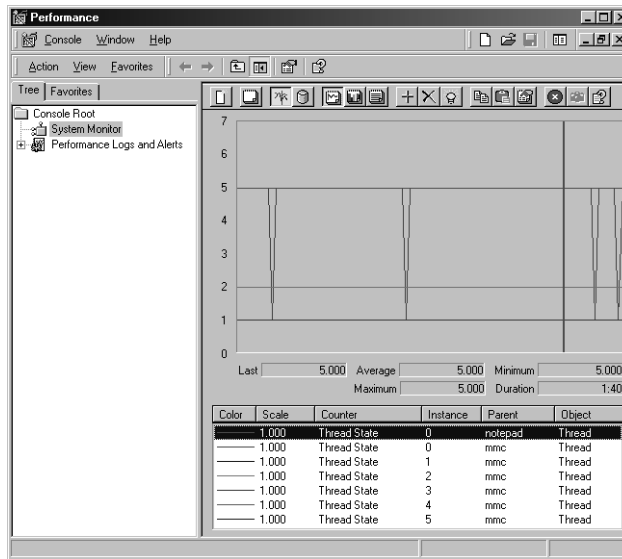 Performance
Console Window Help
Action View Favorites
Tree Favorites
Console Root
System Monitor
Performance Logs and Alerts
7
6
5
4
3
2
1
0
Last 5.000 Average 5.000 Minimum 5.000
Maximum 5.000 Duration 1:40
Color Scale Counter Instance Parent Object
1.000 Thread State 0 notepad Thread
1.000 Thread State 0 mmc Thread
1.000 Thread State 1 mmc Thread
1.000 Thread State 2 mmc Thread
1.000 Thread State 3 mmc Thread
1.000 Thread State 4 mmc Thread
1.000 Thread State 5 mmc Thread